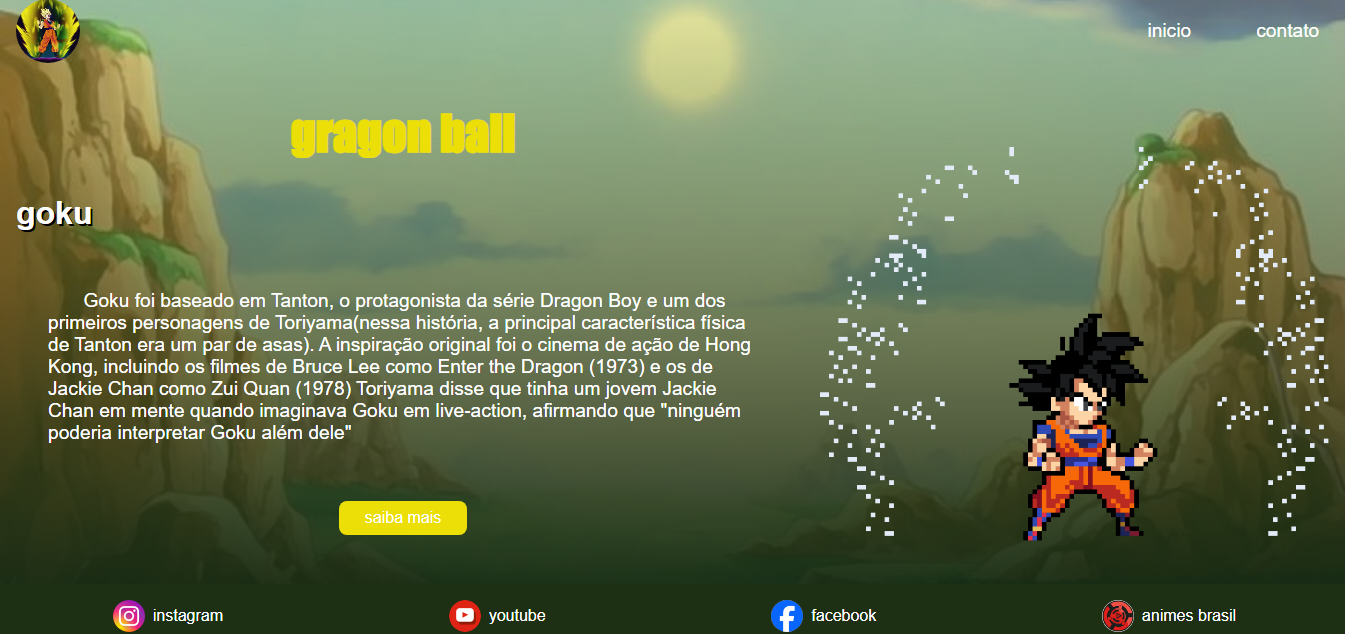 inicio
contato
gragon ball
goku
Goku foi baseado em Tanton, o protagonista da série Dragon Boy e um dos
primeiros personagens de Toriyama(nessa história, a principal característica física
de Tanton era um par de asas). A inspiração original foi o cinema de ação de Hong
Kong, incluindo os filmes de Bruce Lee como Enter the Dragon (1973) e os de
Jackie Chan como Zui Quan (1978) Toriyama disse que tinha um jovem Jackie
Chan em mente quando imaginava Goku em live-action, afirmando que "ninguém
poderia interpretar Goku além dele"
saiba mais
instagram
youtube
facebook
animes brasil